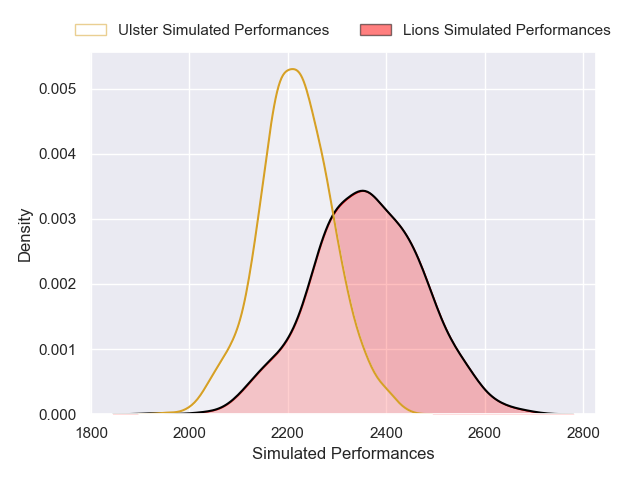 Ulster Simulated Performances
Lions Simulated Performances
0.005
0.004
0.003
0.002
0.001
0.000
Density
1800 2000 2200 2400 2600 2800
Simulated Performances